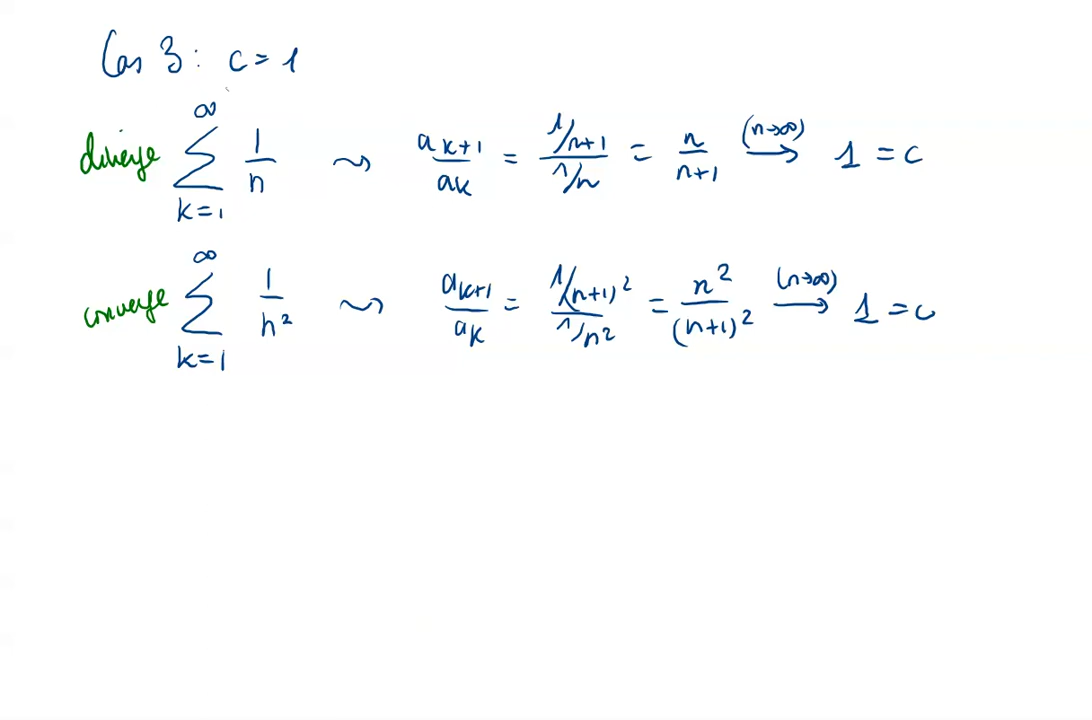 Cas 3: c = 1
diverge ∑_{k=1}^{∞} 1/n ⇝ a_{k+1}/a_k = (1/n+1)/(1/n) = n/(n+1) ⟶ (n→∞) 1 = c
converge ∑_{k=1}^{∞} 1/n² ⇝ a_{k+1}/a_k = (1/(n+1)²)/(1/n²) = n²/(n+1)² ⟶ (n→∞) 1 = c